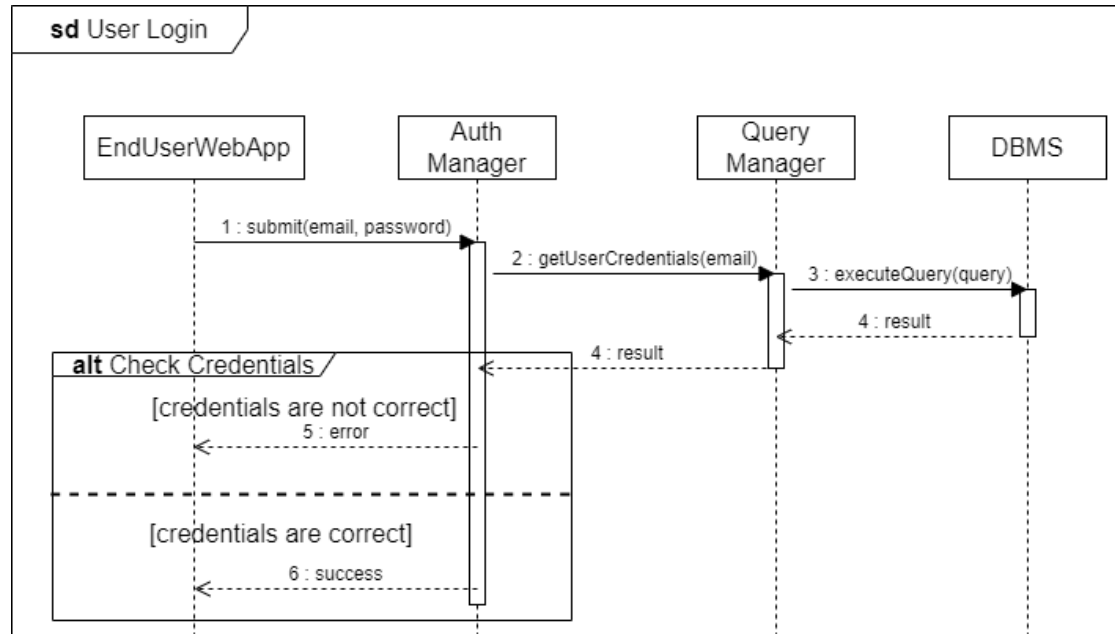 sd User Login
EndUserWebApp
Auth
Manager
Query
Manager
DBMS
1 : submit(email, password)
2 : getUserCredentials(email)
3 : executeQuery(query)
4 : result
4 : result
alt Check Credentials
[credentials are not correct]
5 : error
[credentials are correct]
6 : success